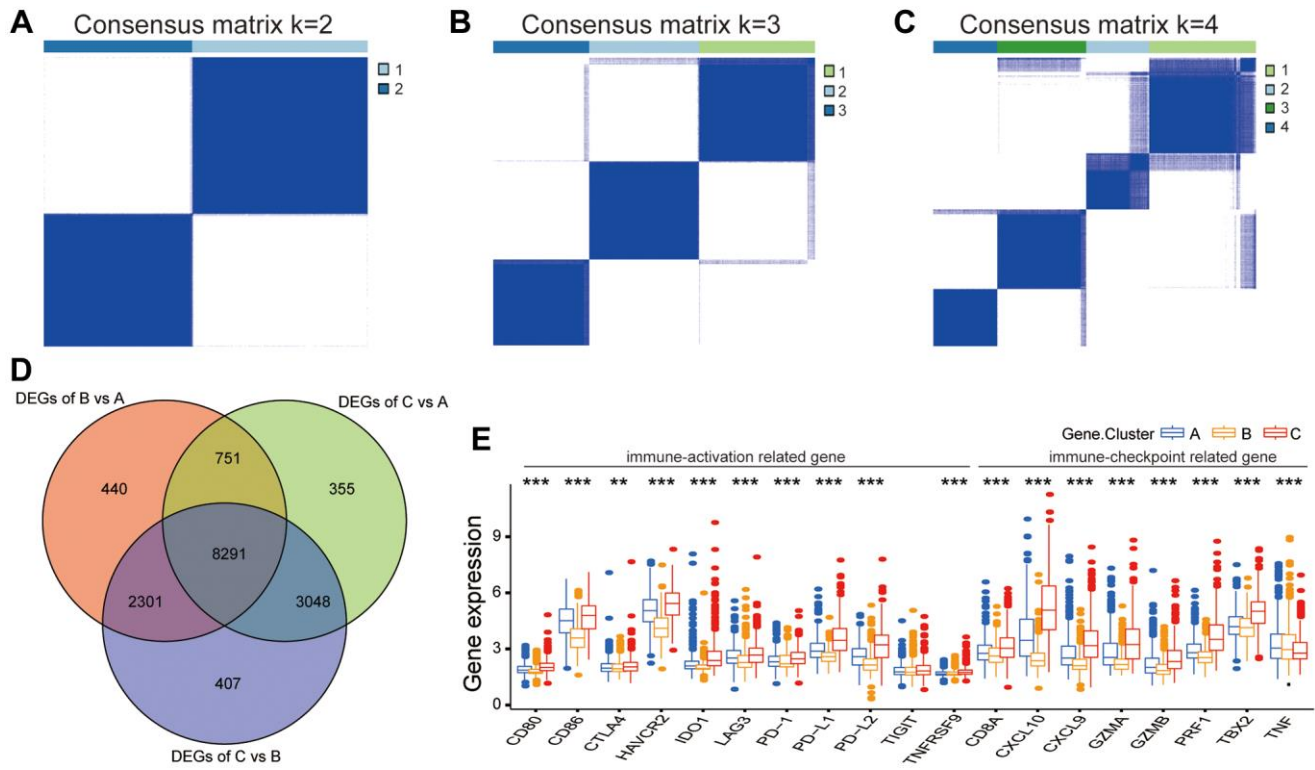 A
Consensus matrix k=2
1
2
B
Consensus matrix k=3
1
2
3
C
Consensus matrix k=4
1
2
3
4
D
DEGs of B vs A
DEGs of C vs A
751
440
355
8291
2301
3048
407
DEGs of C vs B
E
Gene.Cluster A B C
immune-activation related gene
immune-checkpoint related gene
*** *** ** *** *** *** *** *** *** *** *** *** *** *** *** *** *** ***
Gene expression
9
6
3
0
CD80
CD86
CTLA4
HAVCR2
IDO1
LAG3
PD-1
PD-L1
PD-L2
TIGIT
TNFRSF9
CD8A
CXCL10
CXCL9
GZMA
GZMB
PRF1
TBX2
TNF